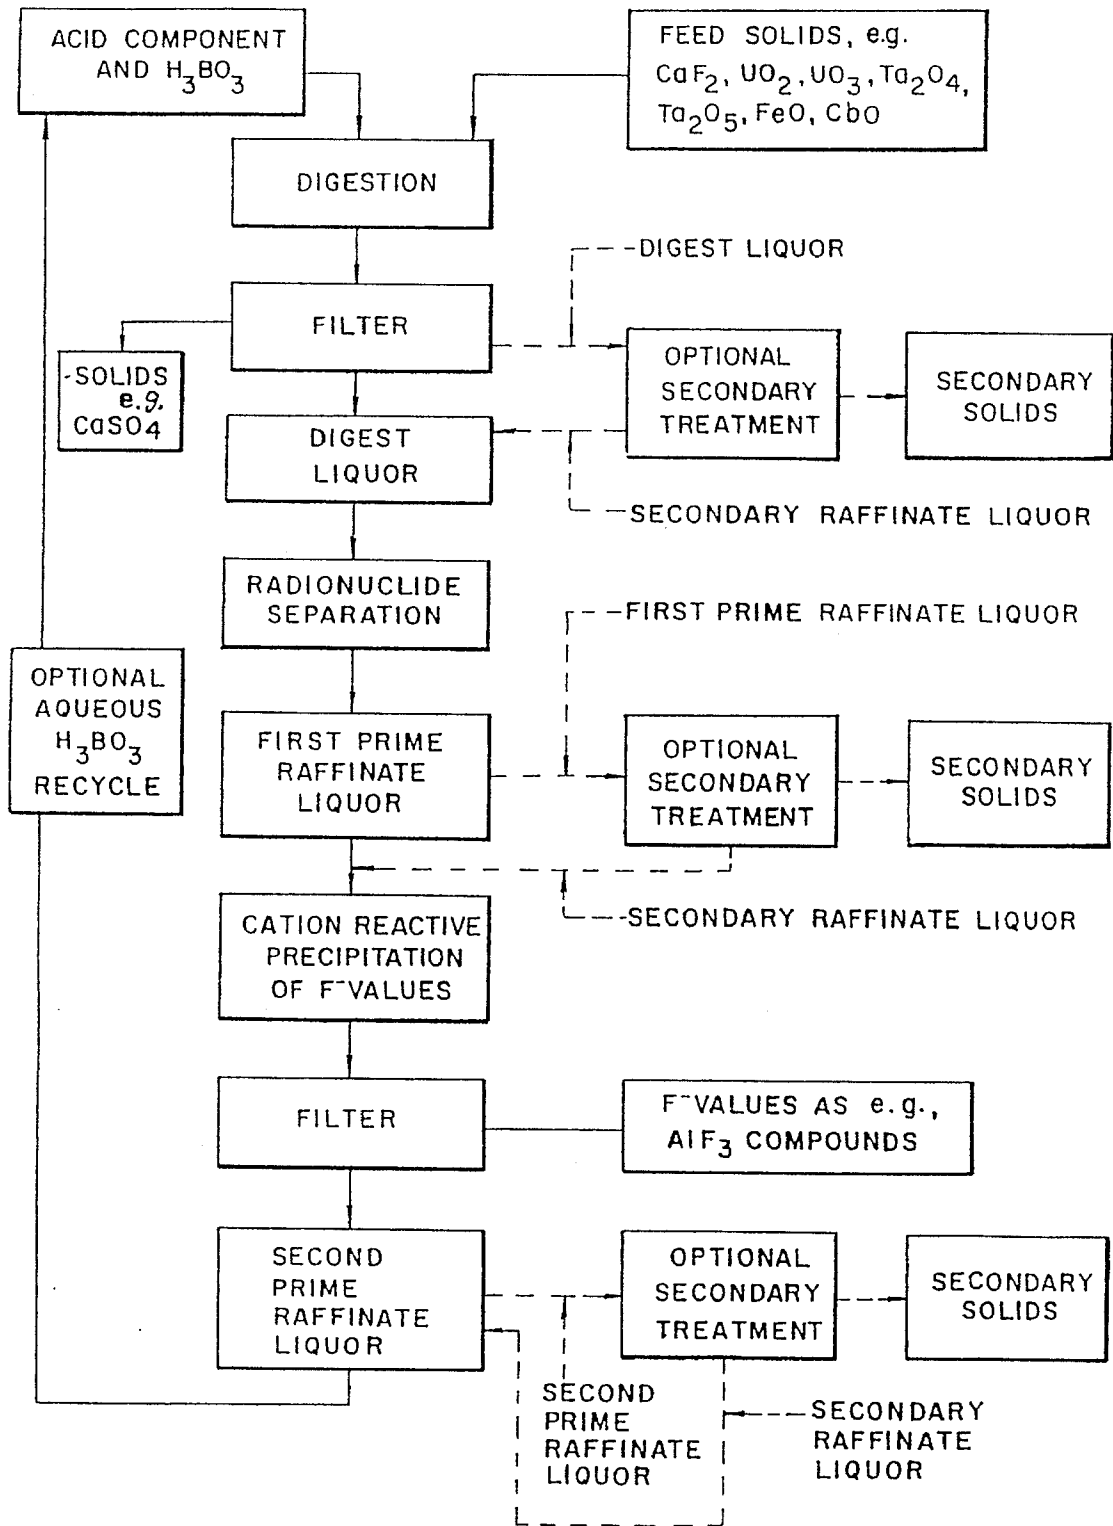 ACID COMPONENT
AND H₃BO₃
FEED SOLIDS, e.g.
CaF₂, UO₂, UO₃, Ta₂O₄,
Ta₂O₅, FeO, CbO
DIGESTION
DIGEST LIQUOR
FILTER
SOLIDS
e.g.
CaSO₄
OPTIONAL
SECONDARY
TREATMENT
SECONDARY
SOLIDS
DIGEST
LIQUOR
SECONDARY RAFFINATE LIQUOR
RADIONUCLIDE
SEPARATION
FIRST PRIME RAFFINATE LIQUOR
OPTIONAL
AQUEOUS
H₃BO₃
RECYCLE
FIRST PRIME
RAFFINATE
LIQUOR
OPTIONAL
SECONDARY
TREATMENT
SECONDARY
SOLIDS
SECONDARY RAFFINATE LIQUOR
CATION REACTIVE
PRECIPITATION
OF F⁻VALUES
FILTER
F⁻VALUES AS e.g.,
AlF₃ COMPOUNDS
SECOND
PRIME
RAFFINATE
LIQUOR
OPTIONAL
SECONDARY
TREATMENT
SECONDARY
SOLIDS
SECOND
PRIME
RAFFINATE
LIQUOR
SECONDARY
RAFFINATE
LIQUOR